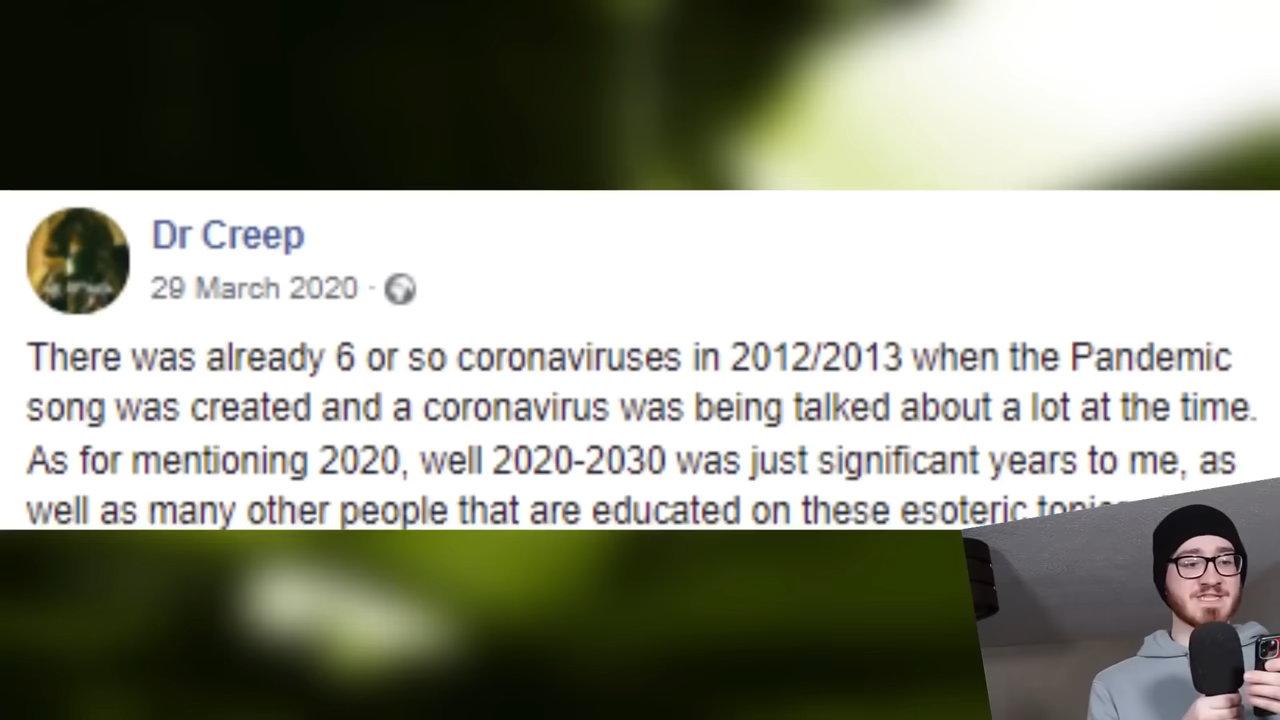 Dr Creep
29 March 2020 ·
There was already 6 or so coronaviruses in 2012/2013 when the Pandemic
song was created and a coronavirus was being talked about a lot at the time.
As for mentioning 2020, well 2020-2030 was just significant years to me, as
well as many other people that are educated on these esoteric